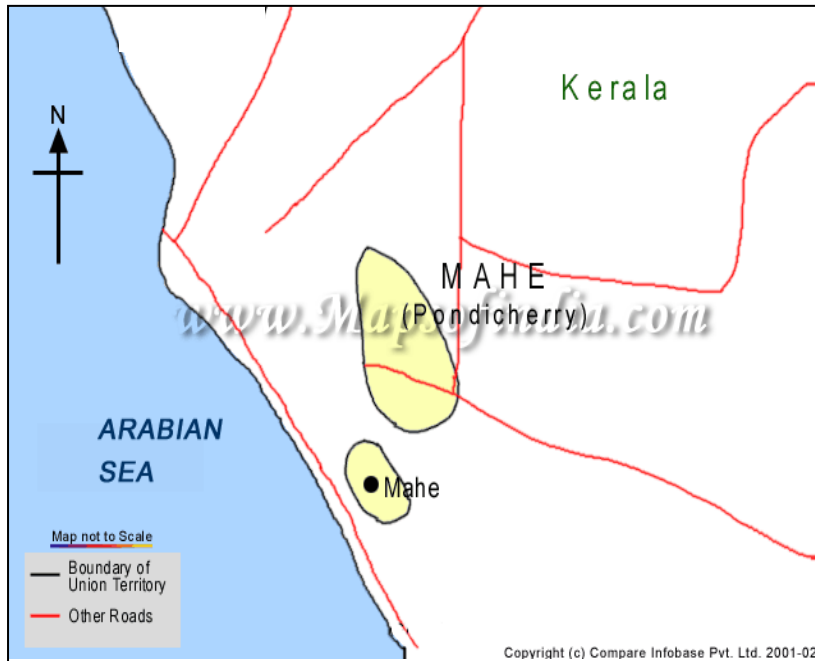 Kerala
N
MAHE
(Pondicherry)
www.Mapsofindia.com
ARABIAN
SEA
Mahe
Map not to Scale
Boundary of
Union Territory
Other Roads
Copyright (c) Compare Infobase Pvt. Ltd. 2001-02